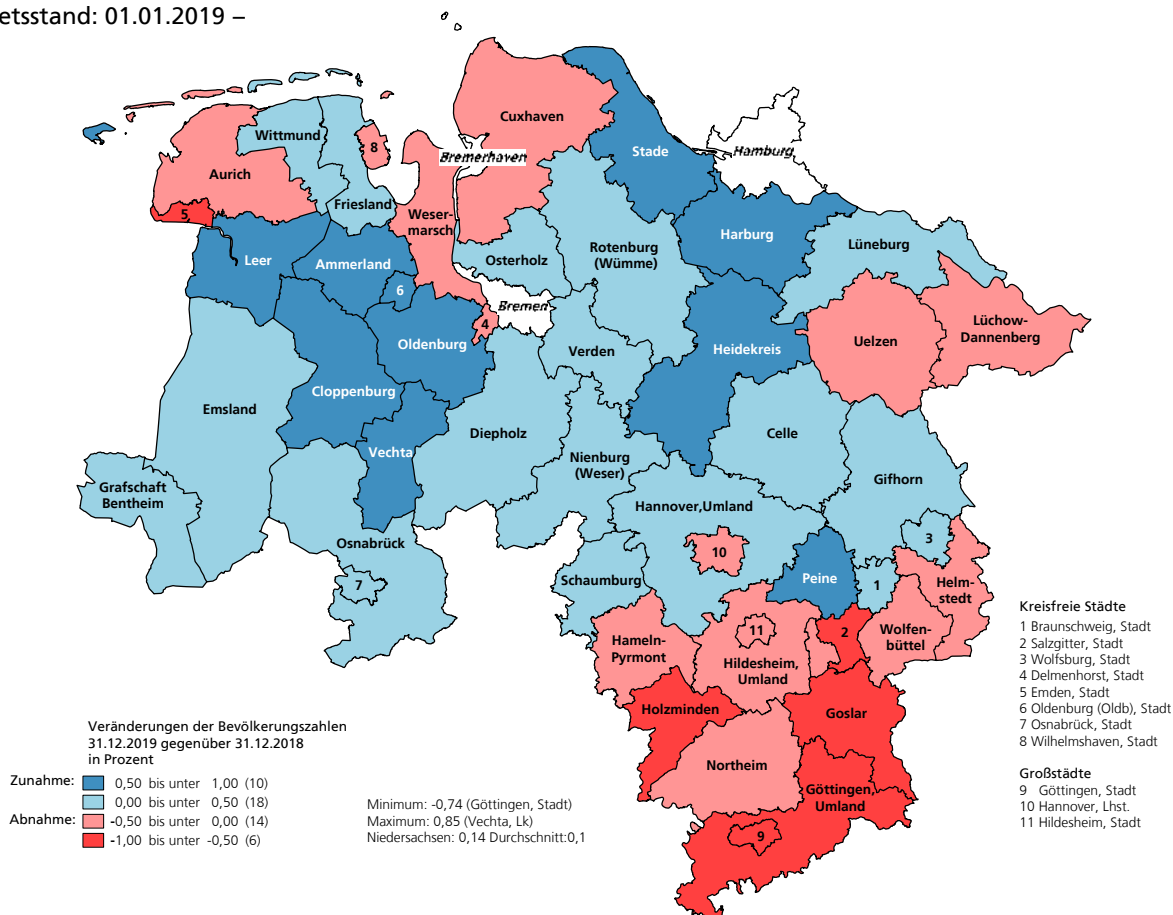 etsstand: 01.01.2019 –
Cuxhaven
Stade
Hamburg
Bremerhaven
Wittmund
8
Aurich
Friesland
5
Weser-
marsch
Harburg
Lüneburg
Rotenburg
(Wümme)
Leer
Ammerland
Osterholz
6
Bremen
4
Lüchow-
Dannenberg
Uelzen
Oldenburg
Verden
Heidekreis
Cloppenburg
Emsland
Diepholz
Celle
Vechta
Nienburg
(Weser)
Gifhorn
Grafschaft
Bentheim
Hannover,Umland
Osnabrück
3
10
7
Schaumburg
Peine
1
Helm-
stedt
11
2
Wolfen-
büttel
Hameln-
Pyrmont
Hildesheim,
Umland
Holzminden
Goslar
Northeim
Göttingen,
Umland
9
Kreisfreie Städte
1 Braunschweig, Stadt
2 Salzgitter, Stadt
3 Wolfsburg, Stadt
4 Delmenhorst, Stadt
5 Emden, Stadt
6 Oldenburg (Oldb), Stadt
7 Osnabrück, Stadt
8 Wilhelmshaven, Stadt
Großstädte
9 Göttingen, Stadt
10 Hannover, Lhst.
11 Hildesheim, Stadt
Veränderungen der Bevölkerungszahlen
31.12.2019 gegenüber 31.12.2018
in Prozent
Zunahme: 0,50 bis unter 1,00 (10)
0,00 bis unter 0,50 (18)
Abnahme: -0,50 bis unter 0,00 (14)
-1,00 bis unter -0,50 (6)
Minimum: -0,74 (Göttingen, Stadt)
Maximum: 0,85 (Vechta, Lk)
Niedersachsen: 0,14 Durchschnitt:0,1